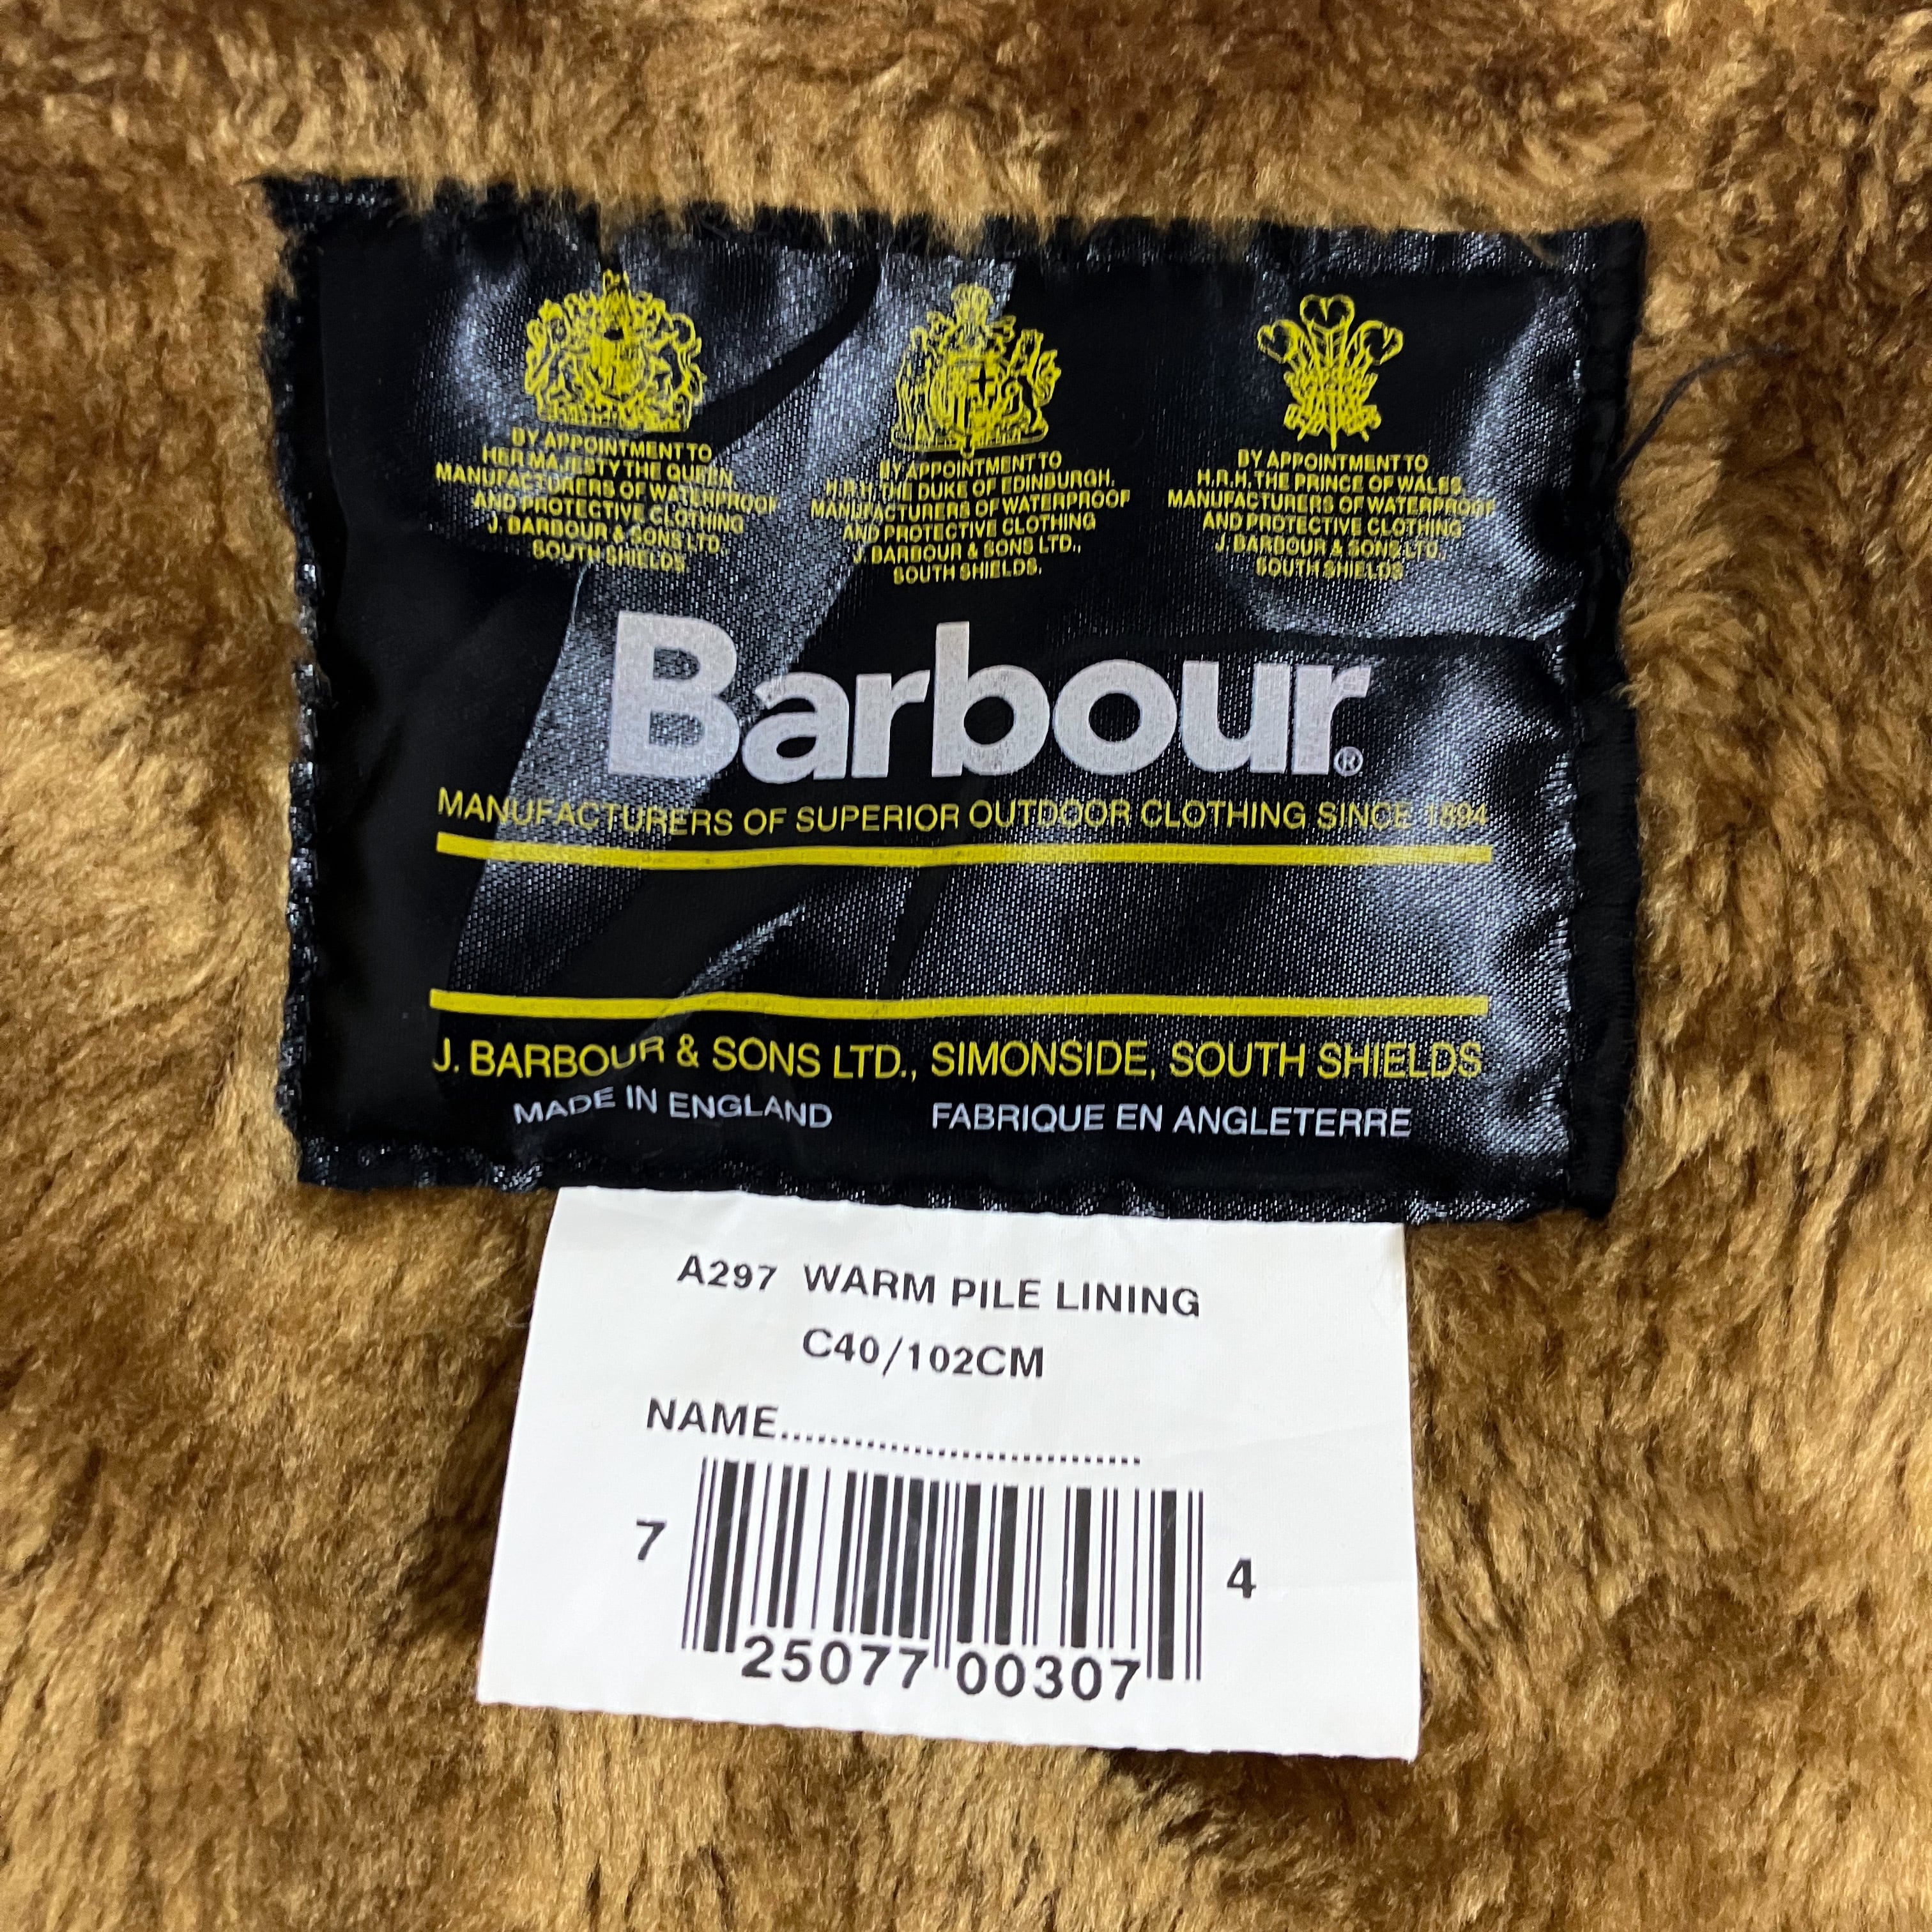 BY APPOINTMENT TO
HER MAJESTY THE QUEEN
MANUFACTURERS OF WATERPROOF
AND PROTECTIVE CLOTHING
J. BARBOUR & SONS LTD.,
SOUTH SHIELDS.
BY APPOINTMENT TO
H.R.H. THE DUKE OF EDINBURGH.
MANUFACTURERS OF WATERPROOF
AND PROTECTIVE CLOTHING
J. BARBOUR & SONS LTD.,
SOUTH SHIELDS.
BY APPOINTMENT TO
H.R.H. THE PRINCE OF WALES
MANUFACTURERS OF WATERPROOF
AND PROTECTIVE CLOTHING
J. BARBOUR & SONS LTD.
SOUTH SHIELDS
Barbour®
MANUFACTURERS OF SUPERIOR OUTDOOR CLOTHING SINCE 1894
J. BARBOUR & SONS LTD., SIMONSIDE, SOUTH SHIELDS
MADE IN ENGLAND FABRIQUE EN ANGLETERRE
A297 WARM PILE LINING
C40/102CM
NAME..............................
7 25077 00307 4